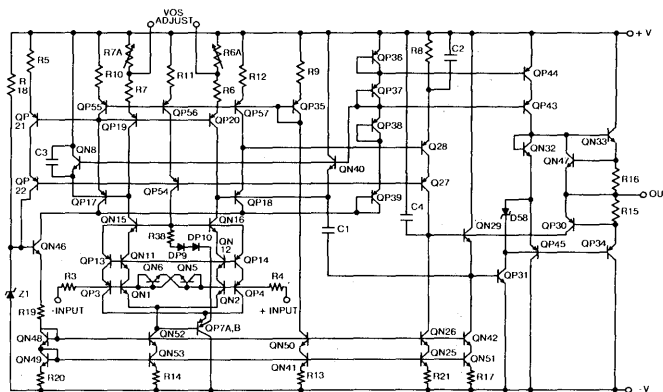 VOS
ADJUST
+ V
R5
R7A
R6A
R8
C2
QP36
R
18
R10
R7
R11
R6
R12
R9
QP44
QP37
QP55
QP56
QP57
QP35
QP43
QP
21
QP19
QP20
QP38
QN32
QN33
QN8
C3
Q28
QN47
QN40
R16
QP
22
QP54
Q27
OU
QP17
QP18
QP39
R15
QN15
QN16
C4
QN29
D58
QP30
QN46
R38
DP10
C1
QP45
QP34
DP9
QN
12
QP13
QN11
QN6
QN5
QP14
QP31
R3
R4
Z1
QP3
QN1
QN2
QP4
-INPUT
+ INPUT
R19
QP7A,B
QN48
QN52
QN50
QN26
QN42
QN49
QN53
QN41
QN25
QN51
R20
R14
R13
R21
R17
-V